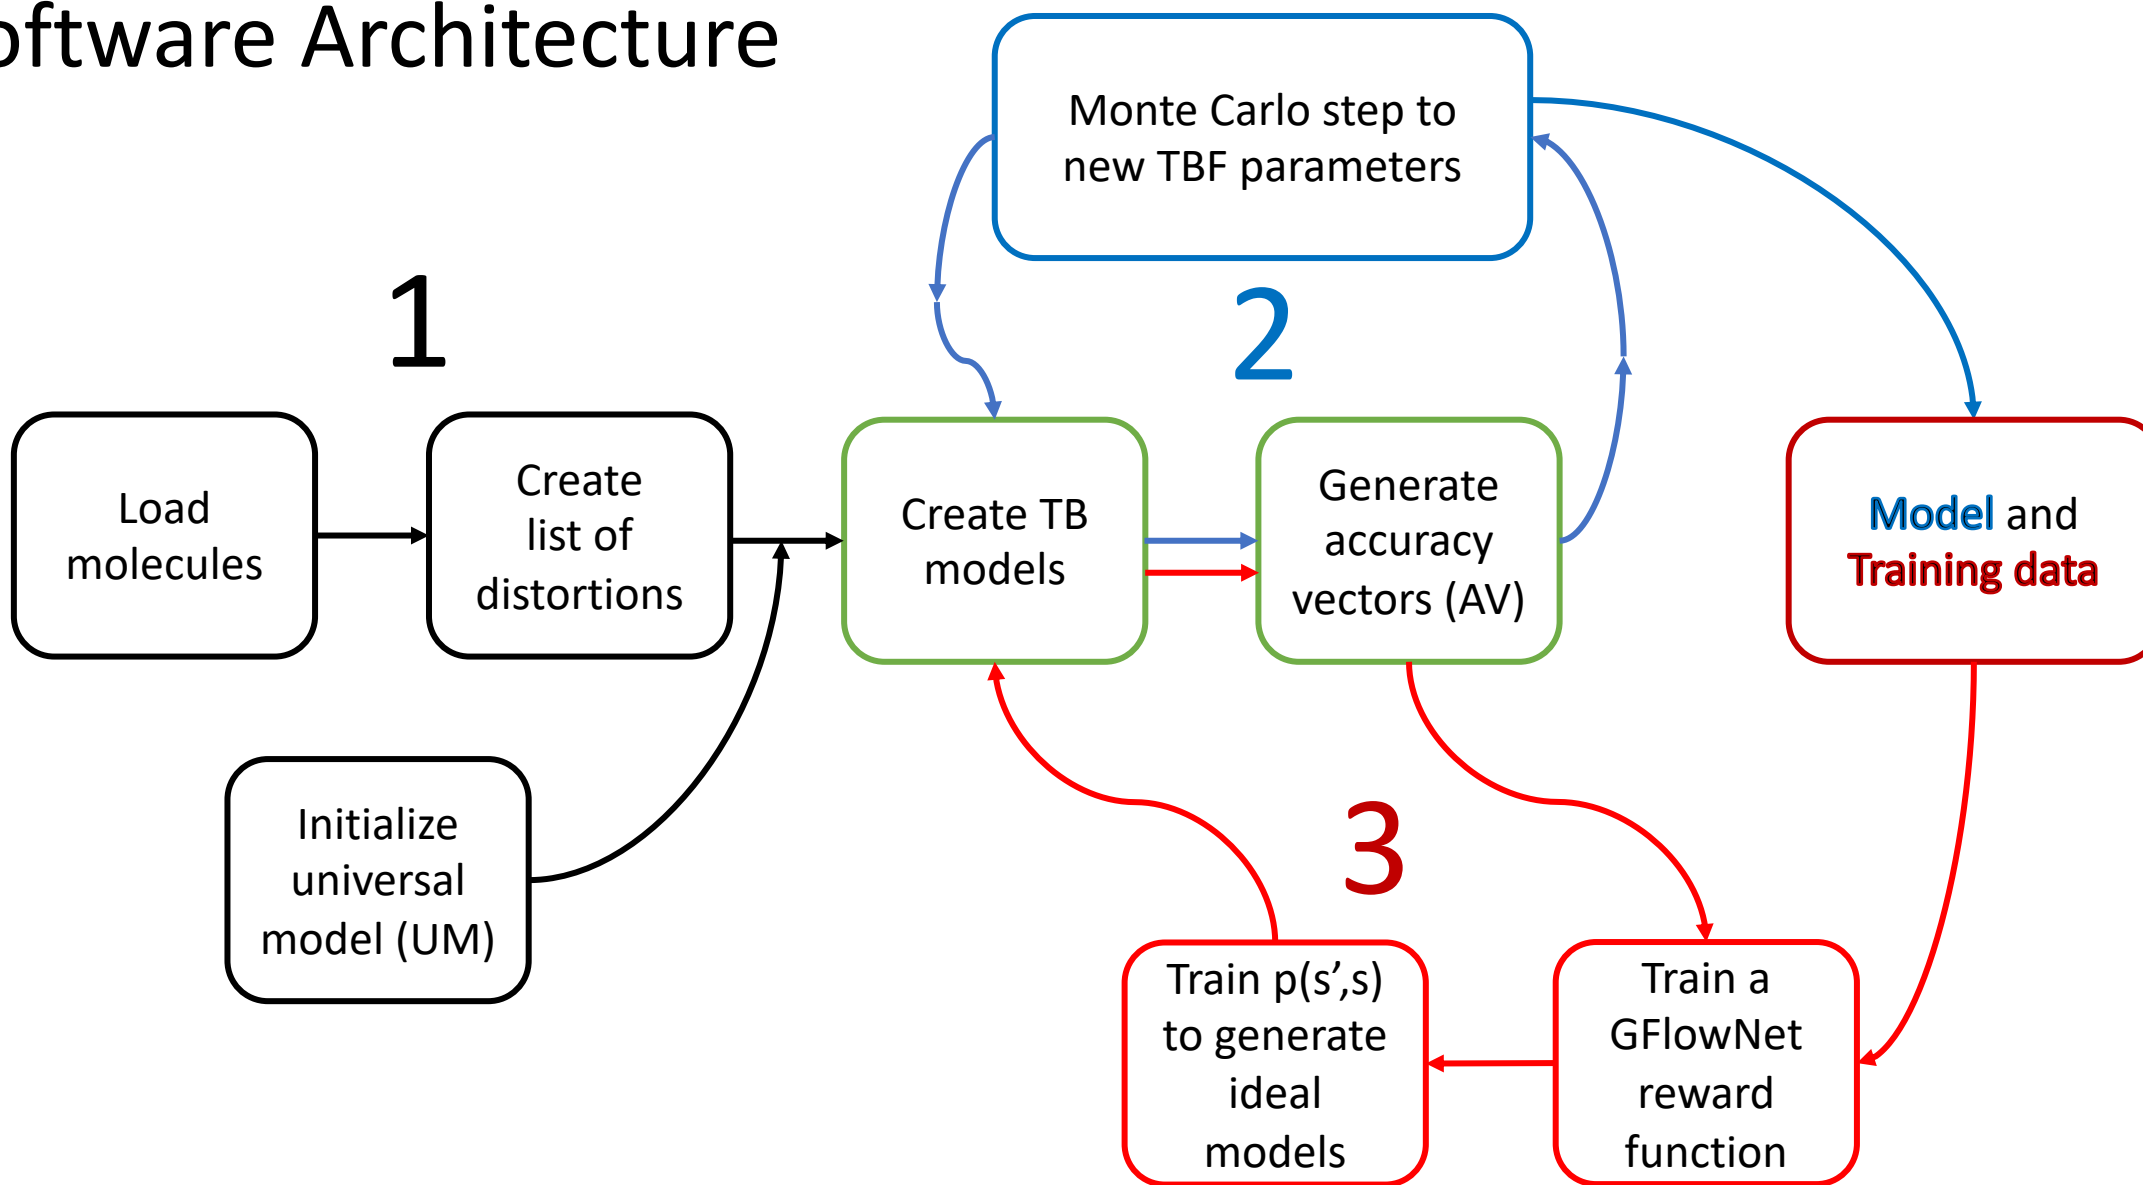 oftware Architecture
Monte Carlo step to
new TBF parameters
1
2
Load
molecules
Create
list of
distortions
Create TB
models
Generate
accuracy
vectors (AV)
Model and
Training data
Initialize
universal
model (UM)
3
Train p(s’,s)
to generate
ideal
models
Train a
GFlowNet
reward
function